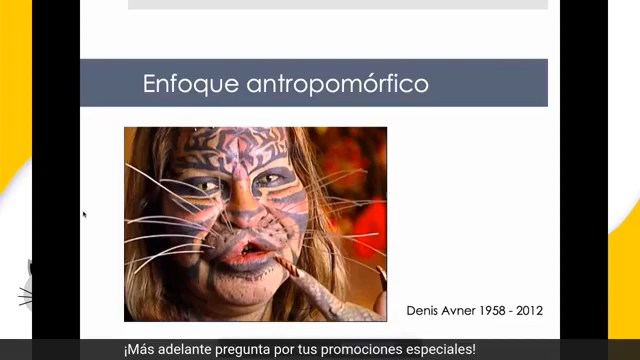 Enfoque antropomórfico
Denis Avner 1958 - 2012
¡Más adelante pregunta por tus promociones especiales!